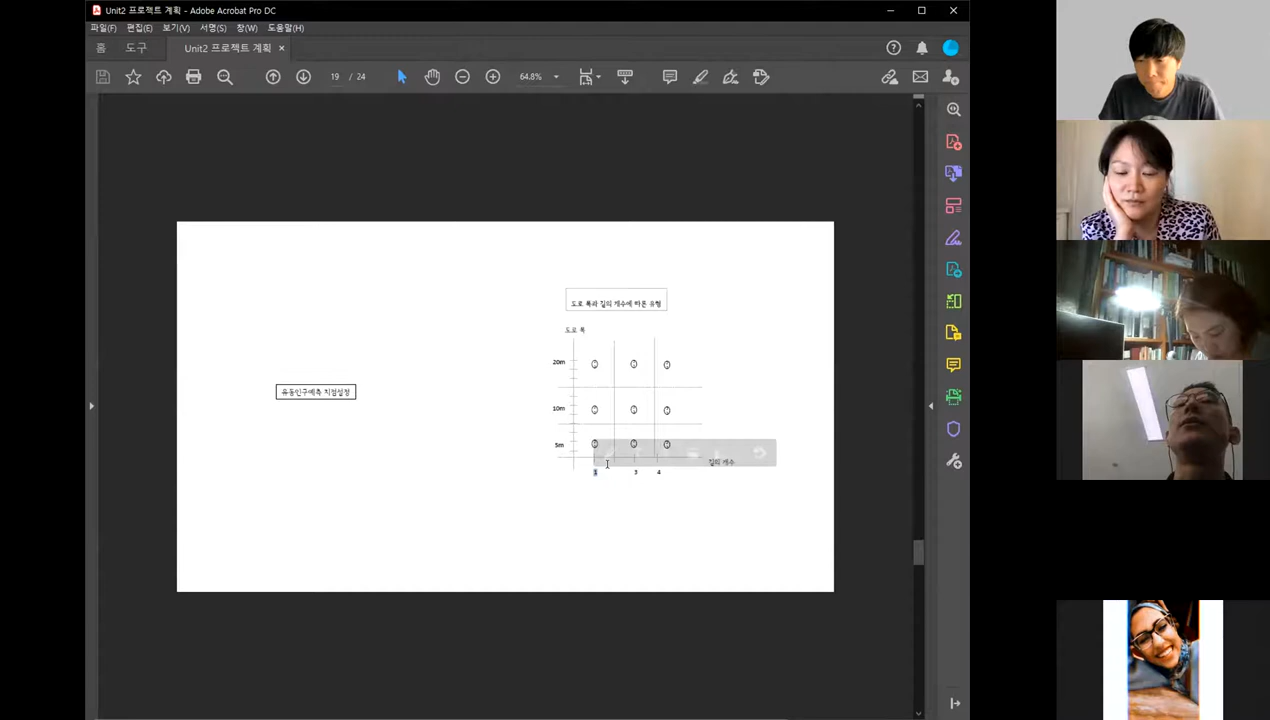 Unit2 프로젝트 계획 - Adobe Acrobat Pro DC
파일(F) 편집(E) 보기(V) 서명(S) 창(W) 도움말(H)
홈 도구 Unit2 프로젝트 계획 ×
19 / 24 64.8%
도로 폭과 길의 개수에 따른 유형
도로 폭
20m
유동인구예측 지점설정
10m
5m
길의 개수
3 4